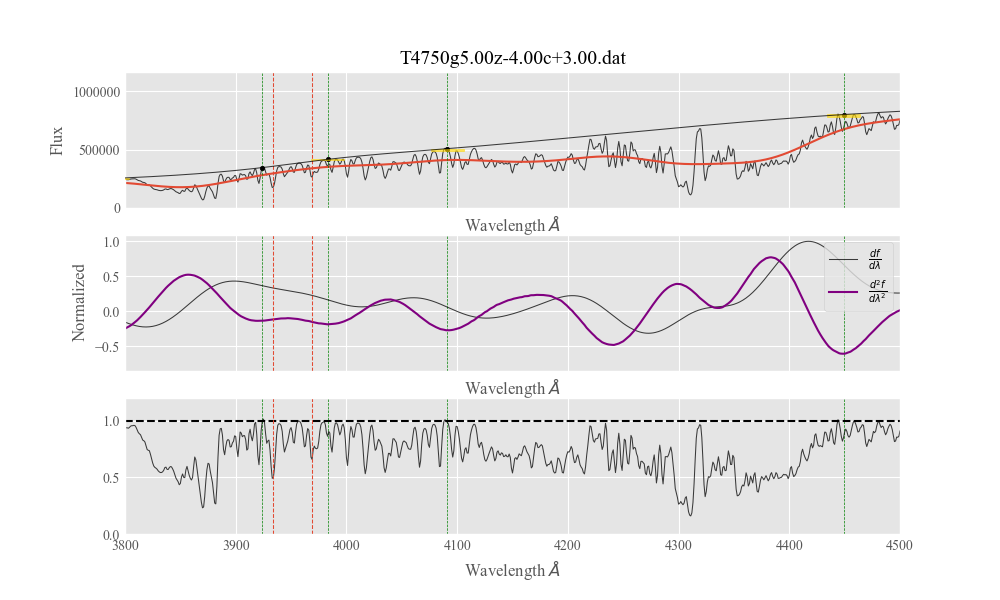 T4750g5.00z-4.00c+3.00.dat
1000000
500000
0
Flux
Wavelength Å
1.0
0.5
0.0
−0.5
Normalized
df
dλ
d²f
dλ²
Wavelength Å
1.0
0.5
0.0
3800 3900 4000 4100 4200 4300 4400 4500
Wavelength Å